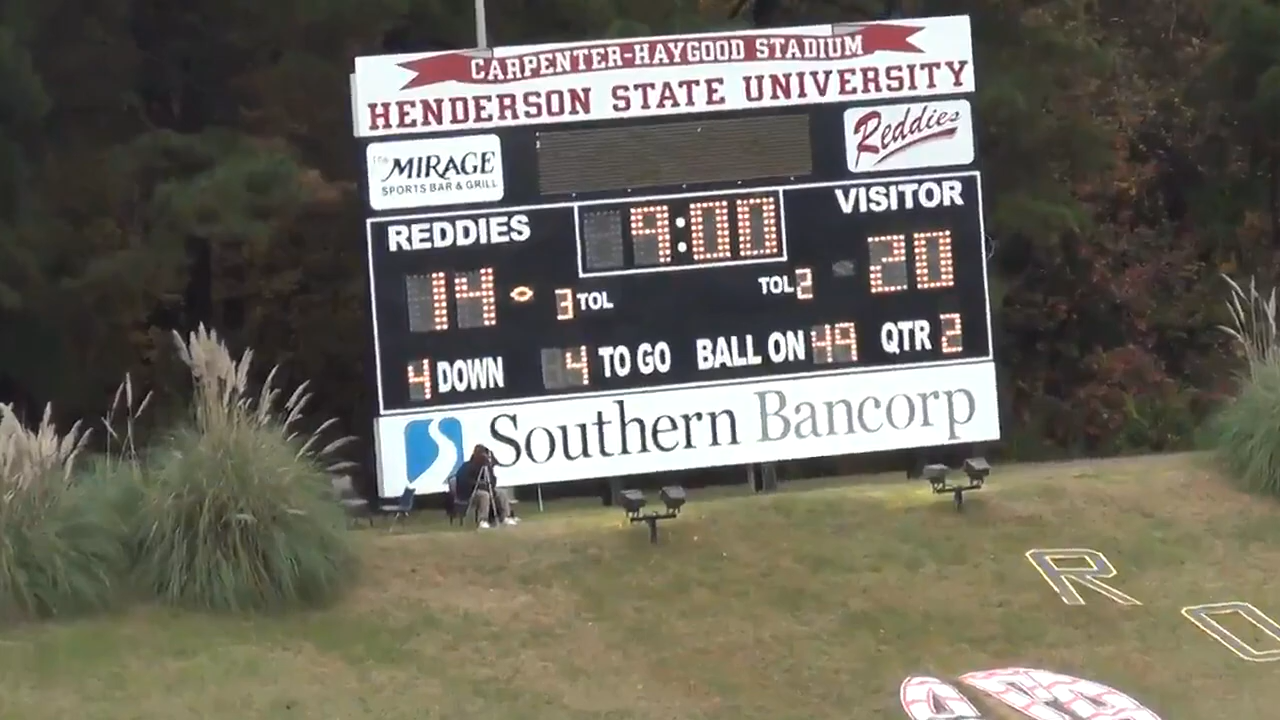 CARPENTER-HAYGOOD STADIUM
HENDERSON STATE UNIVERSITY
The MIRAGE
SPORTS BAR & GRILL
Reddies
REDDIES
9:00
VISITOR
14
3 TOL
TOL 2
20
4 DOWN
4 TO GO
BALL ON 49
QTR 2
Southern Bancorp
R
O